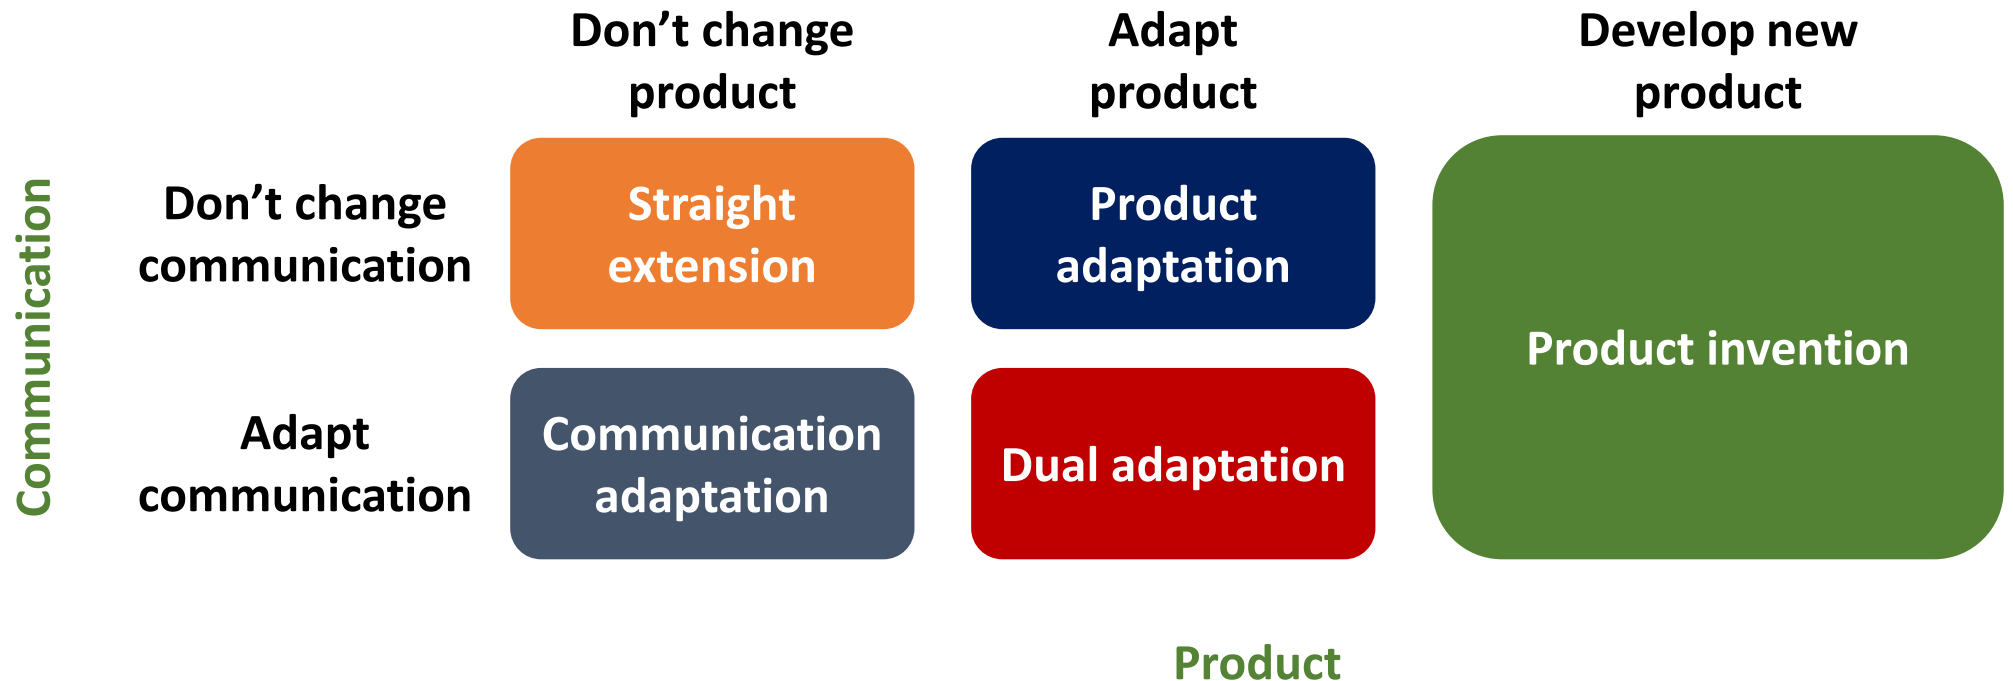 Don’t change
product
Adapt
product
Develop new
product
Communication
Don’t change
communication
Straight
extension
Product
adaptation
Product invention
Adapt
communication
Communication
adaptation
Dual adaptation
Product